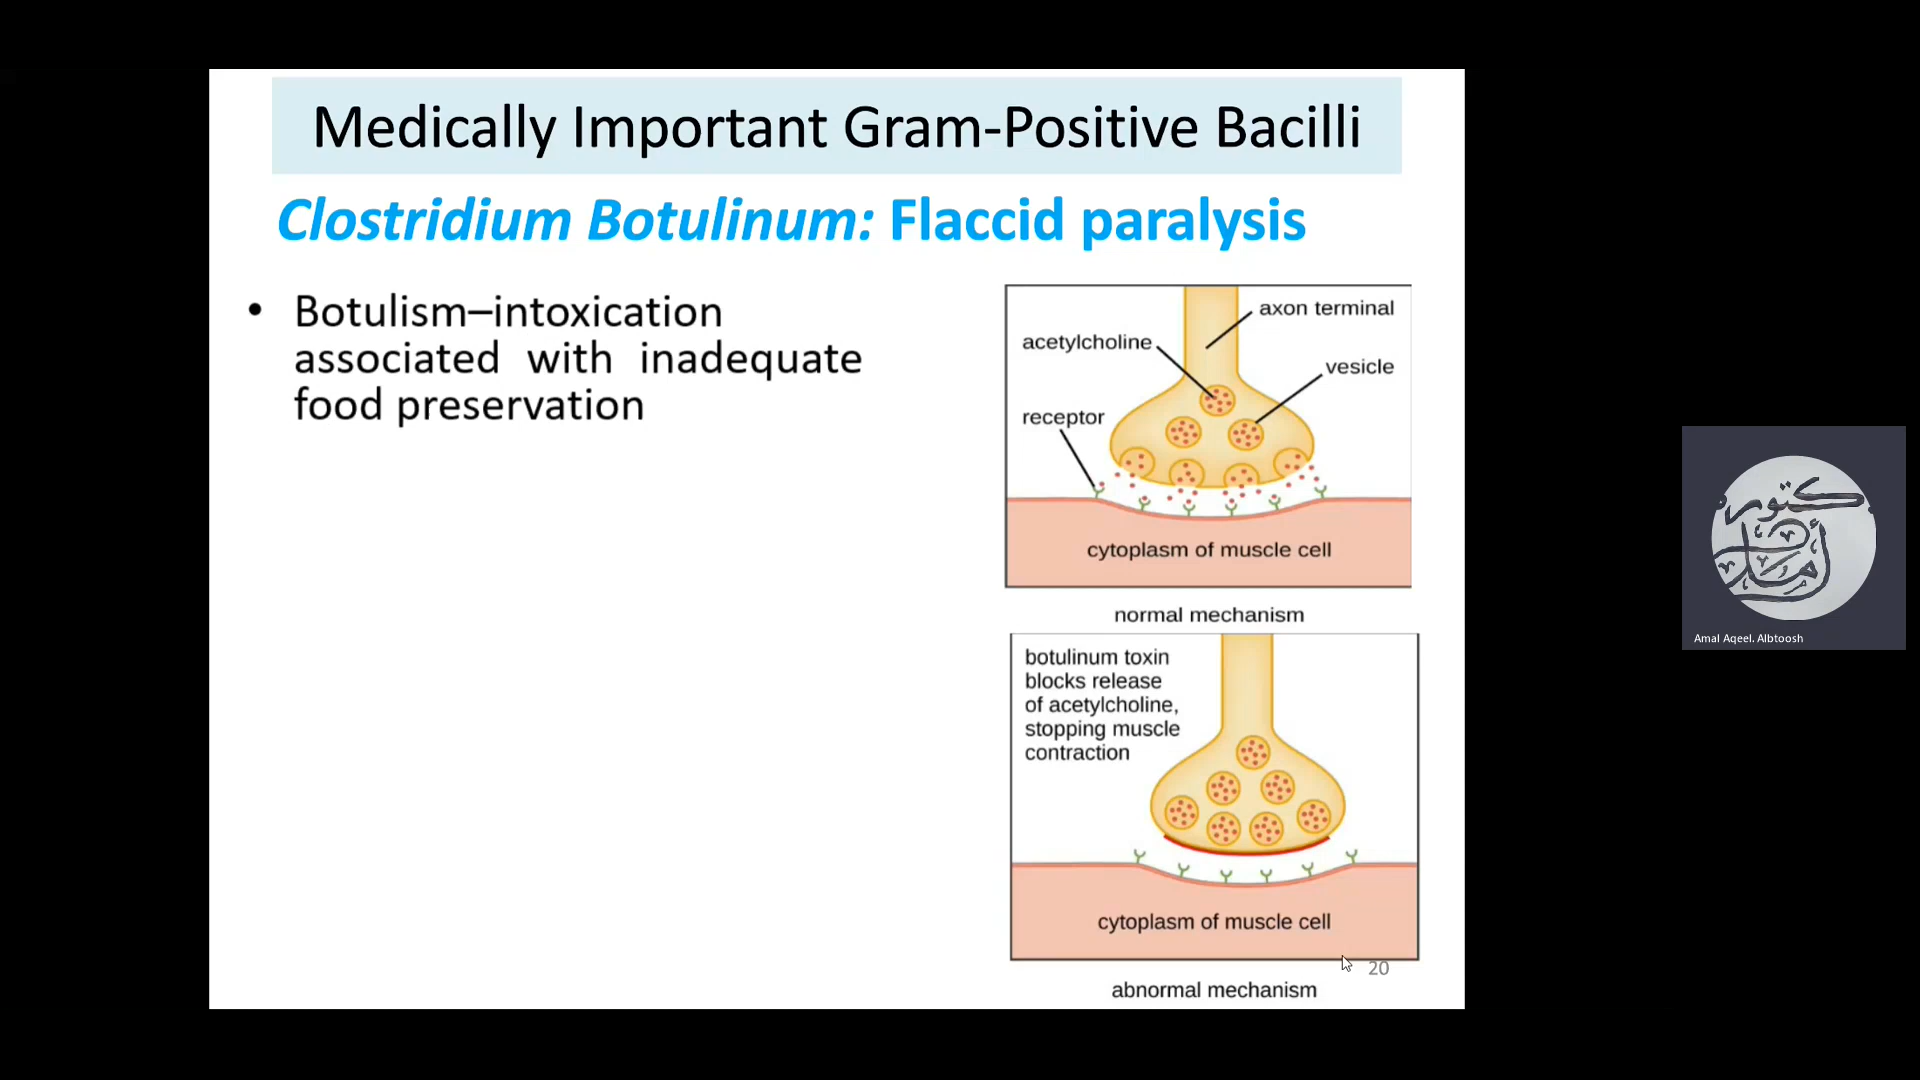 Medically Important Gram-Positive Bacilli
Clostridium Botulinum: Flaccid paralysis
• Botulism–intoxication
associated with inadequate
food preservation
axon terminal
acetylcholine
vesicle
receptor
cytoplasm of muscle cell
normal mechanism
botulinum toxin
blocks release
of acetylcholine,
stopping muscle
contraction
cytoplasm of muscle cell
20
abnormal mechanism
دكتوره
أمل
Amal Aqeel. Albtoosh